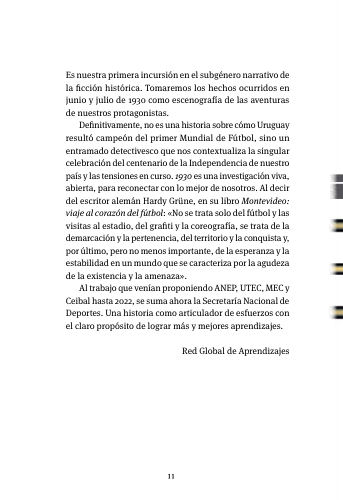 Es nuestra primera incursión en el subgénero narrativo de
la ficción histórica. Tomaremos los hechos ocurridos en
junio y julio de 1930 como escenografía de las aventuras
de nuestros protagonistas.
Definitivamente, no es una historia sobre cómo Uruguay
resultó campeón del primer Mundial de Fútbol, sino un
entramado detectivesco que nos contextualiza la singular
celebración del centenario de la Independencia de nuestro
país y las tensiones en curso. 1930 es una investigación viva,
abierta, para reconectar con lo mejor de nosotros. Al decir
del escritor alemán Hardy Grüne, en su libro Montevideo:
viaje al corazón del fútbol: «No se trata solo del fútbol y las
visitas al estadio, del grafiti y la coreografía, se trata de la
demarcación y la pertenencia, del territorio y la conquista y,
por último, pero no menos importante, de la esperanza y la
estabilidad en un mundo que se caracteriza por la agudeza
de la existencia y la amenaza».
Al trabajo que venían proponiendo ANEP, UTEC, MEC y
Ceibal hasta 2022, se suma ahora la Secretaría Nacional de
Deportes. Una historia como articulador de esfuerzos con
el claro propósito de lograr más y mejores aprendizajes.
Red Global de Aprendizajes
11